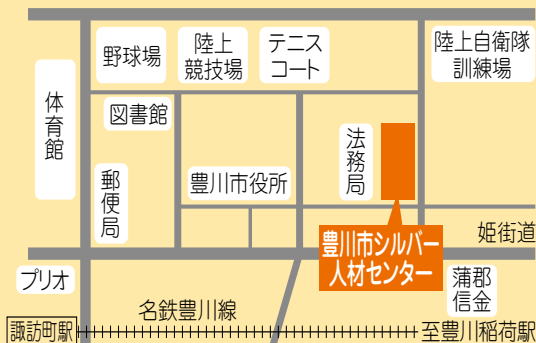 野球場
陸上
競技場
テニス
コート
陸上自衛隊
訓練場
体育館
図書館
郵便局
豊川市役所
法務局
豊川市シルバー
人材センター
姫街道
プリオ
蒲郡
信金
名鉄豊川線
諏訪町駅
至豊川稲荷駅